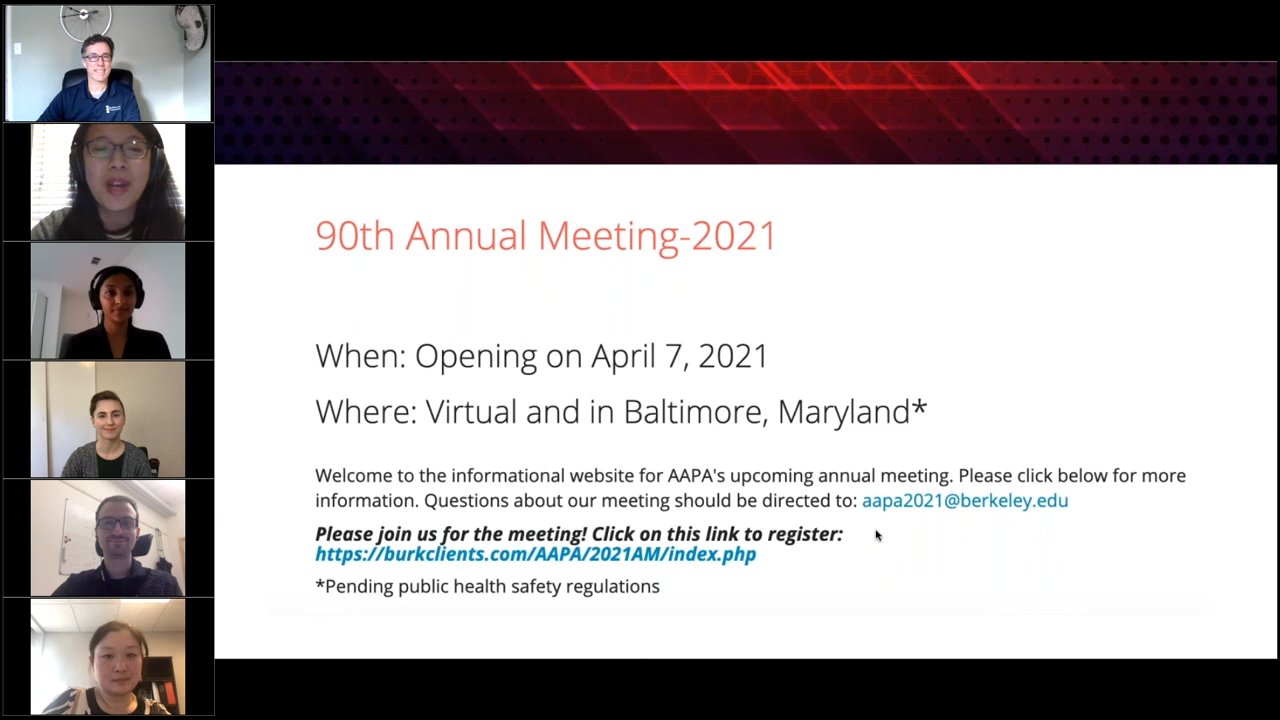 90th Annual Meeting-2021
When: Opening on April 7, 2021
Where: Virtual and in Baltimore, Maryland*
Welcome to the informational website for AAPA's upcoming annual meeting. Please click below for more
information. Questions about our meeting should be directed to: aapa2021@berkeley.edu
Please join us for the meeting! Click on this link to register:
https://burkclients.com/AAPA/2021AM/index.php
*Pending public health safety regulations